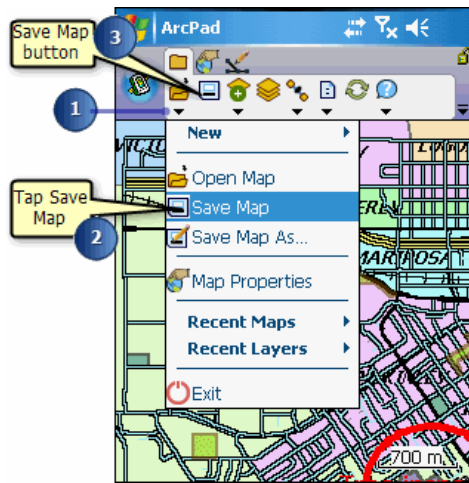 Save Map
button
3
ArcPad
1
New
Open Map
Tap Save
Map
Save Map
2
Save Map As...
MARIPOSA
Map Properties
Recent Maps
Recent Layers
Exit
700 m